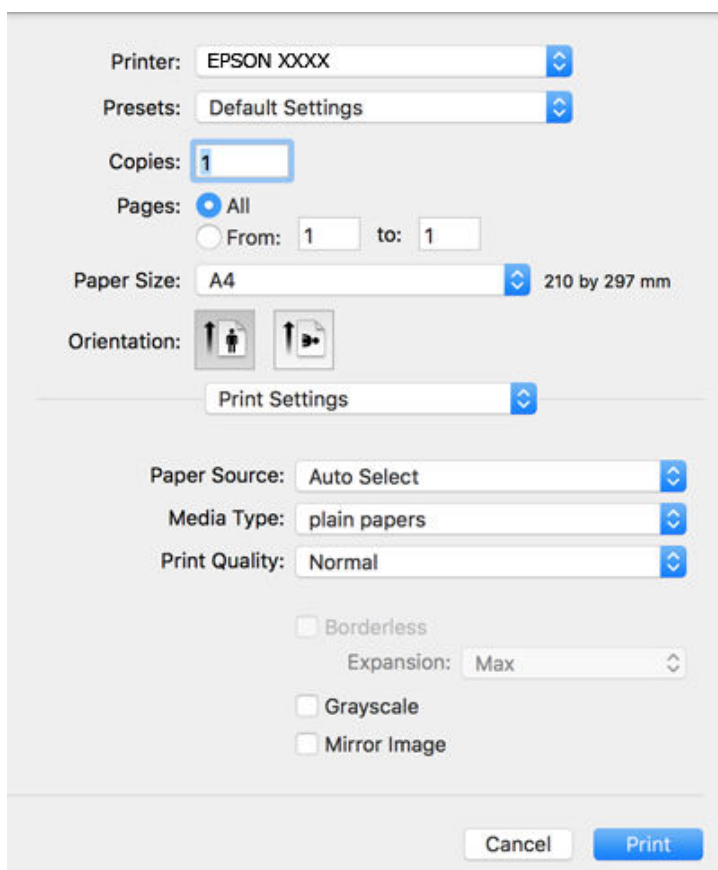 Printer: EPSON XXXX
Presets: Default Settings
Copies: 1
Pages: All
From: 1 to: 1
Paper Size: A4 210 by 297 mm
Orientation:
Print Settings
Paper Source: Auto Select
Media Type: plain papers
Print Quality: Normal
Borderless
Expansion: Max
Grayscale
Mirror Image
Cancel Print